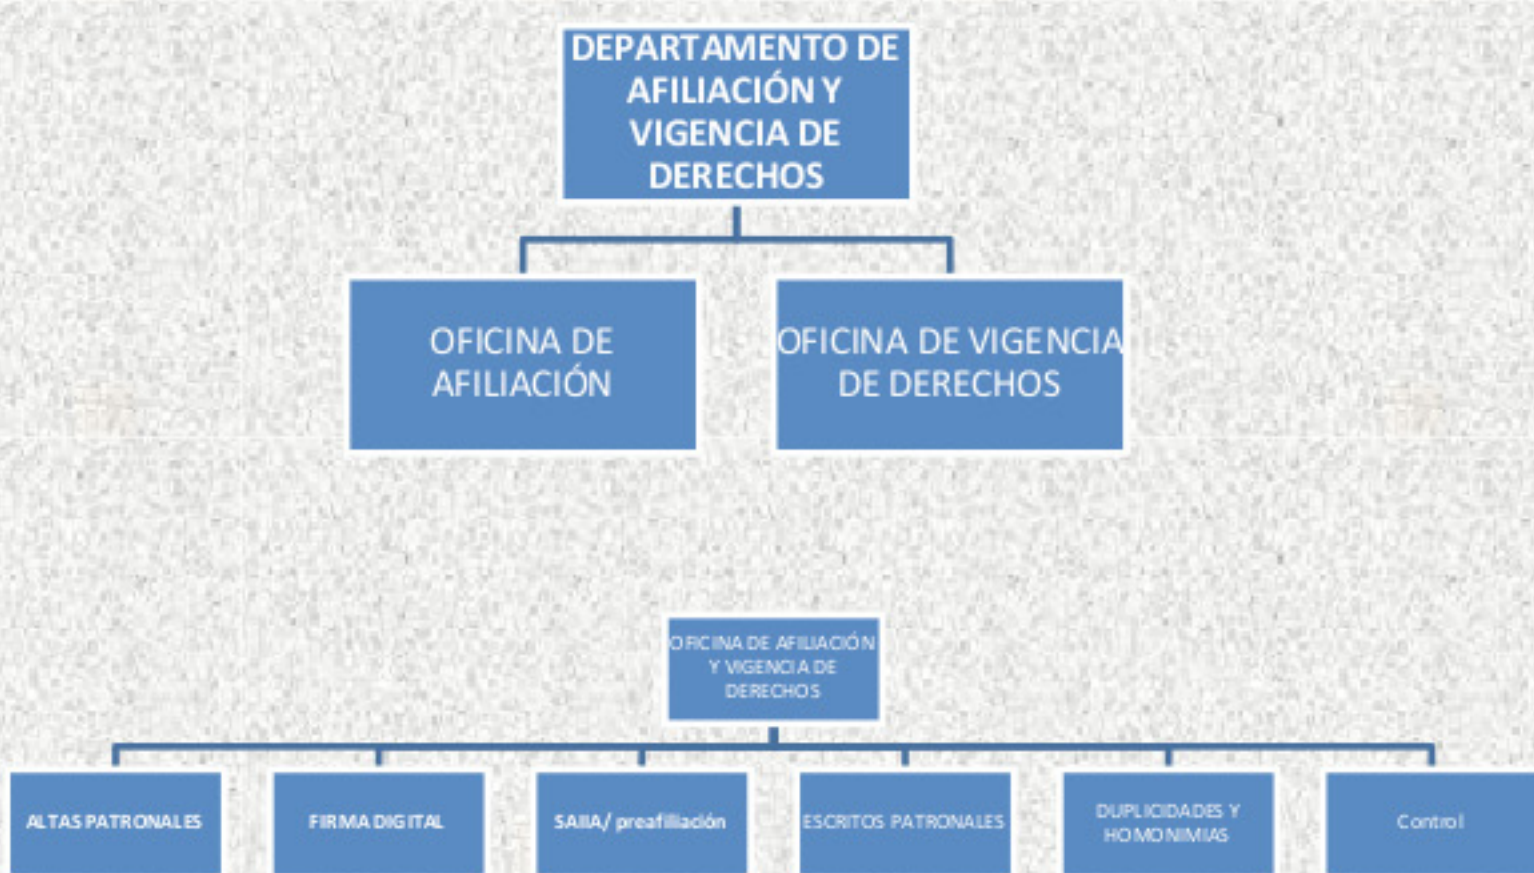 DEPARTAMENTO DE
AFILIACIÓN Y
VIGENCIA DE
DERECHOS
OFICINA DE
AFILIACIÓN
OFICINA DE VIGENCIA
DE DERECHOS
OFICINA DE AFILIACIÓN
Y VIGENCIA DE
DERECHOS
ALTAS PATRONALES
FIRMA DIGITAL
SAIIA/ preafiliación
ESCRITOS PATRONALES
DUPLICIDADES Y
HOMONIMIAS
Control